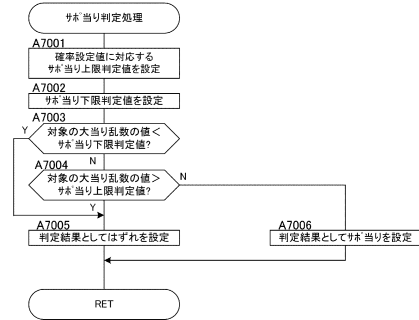 サポ当り判定処理
A7001
確率設定値に対応する
サポ当り上限判定値を設定
A7002
サポ当り下限判定値を設定
A7003
対象の大当り乱数の値<
サポ当り下限判定値?
Y
N
A7004
対象の大当り乱数の値>
サポ当り上限判定値?
N
Y
A7005
判定結果としてはずれを設定
A7006
判定結果としてサポ当りを設定
RET